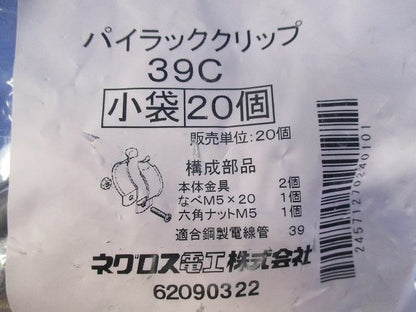 パイラッククリップ
39C
小袋20個
販売単位:20個
構成部品
本体金具 2個
なべM5×20 1個
六角ナットM5 1個
適合鋼製電線管 39
ネグロス電工株式会社
62090322